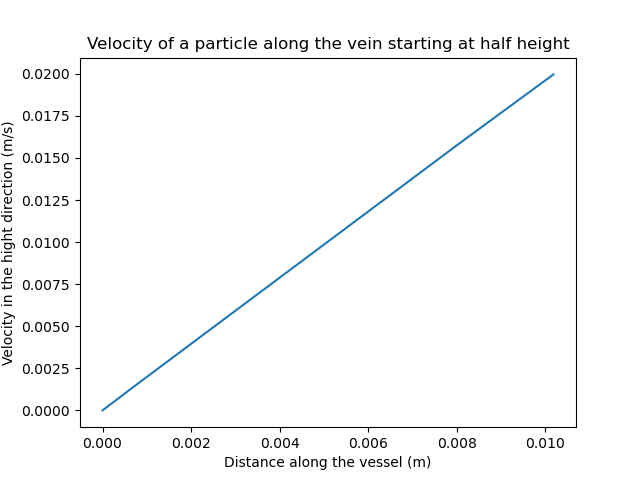 Velocity of a particle along the vein starting at half height
Velocity in the hight direction (m/s)
0.0200
0.0175
0.0150
0.0125
0.0100
0.0075
0.0050
0.0025
0.0000
0.000 0.002 0.004 0.006 0.008 0.010
Distance along the vessel (m)